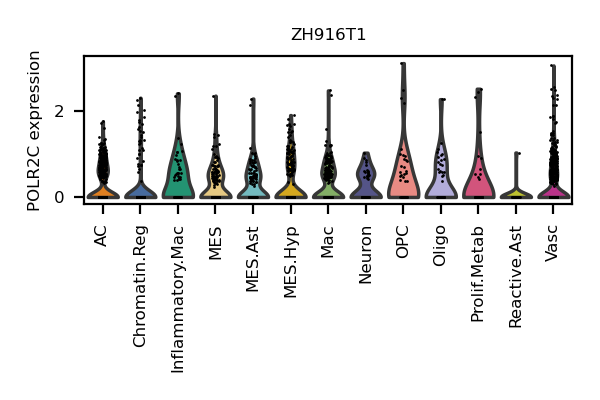 ZH916T1
POLR2C expression
2
0
AC
Chromatin.Reg
Inflammatory.Mac
MES
MES.Ast
MES.Hyp
Mac
Neuron
OPC
Oligo
Prolif.Metab
Reactive.Ast
Vasc